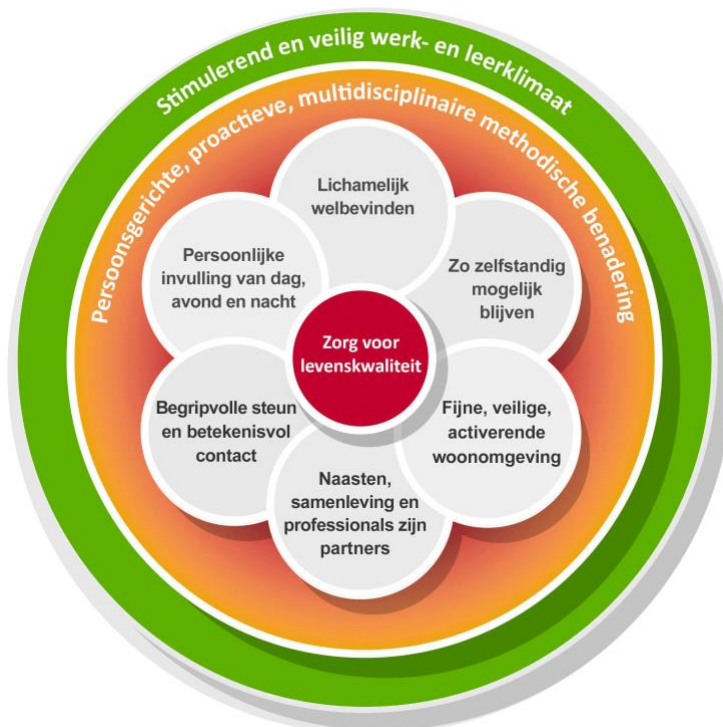 Stimulerend en veilig werk- en leerklimaat
Persoonsgerichte, proactieve, multidisciplinaire methodische benadering
Lichamelijk
welbevinden
Persoonlijke
invulling van dag,
avond en nacht
Zo zelfstandig
mogelijk
blijven
Zorg voor
levenskwaliteit
Begripvolle steun
en betekenisvol
contact
Fijne, veilige,
activerende
woonomgeving
Naasten,
samenleving en
professionals zijn
partners